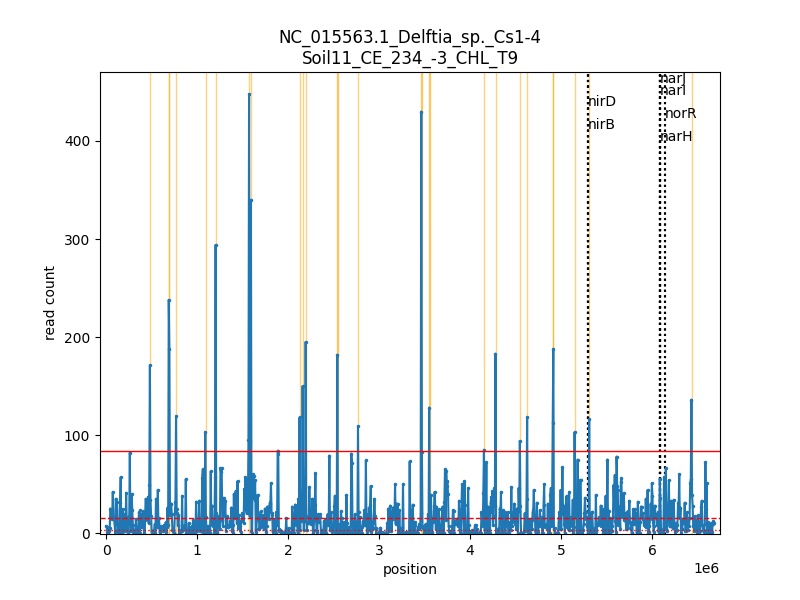 NC_015563.1_Delftia_sp._Cs1-4
Soil11_CE_234_-3_CHL_T9
narJ
narI
nirD
norR
nirB
narH
400
300
200
100
0
read count
0 1 2 3 4 5 6
1e6
position